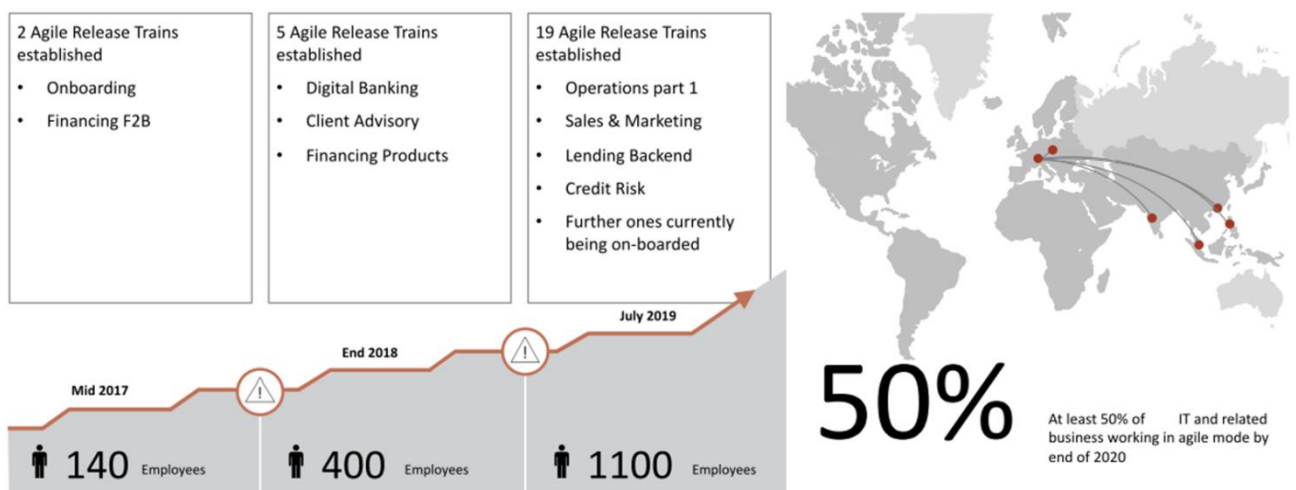 2 Agile Release Trains
established
• Onboarding
• Financing F2B
5 Agile Release Trains
established
• Digital Banking
• Client Advisory
• Financing Products
19 Agile Release Trains
established
• Operations part 1
• Sales & Marketing
• Lending Backend
• Credit Risk
• Further ones currently
being on-boarded
Mid 2017
End 2018
July 2019
!
!
140 Employees
400 Employees
1100 Employees
50%
At least 50% of IT and related
business working in agile mode by
end of 2020